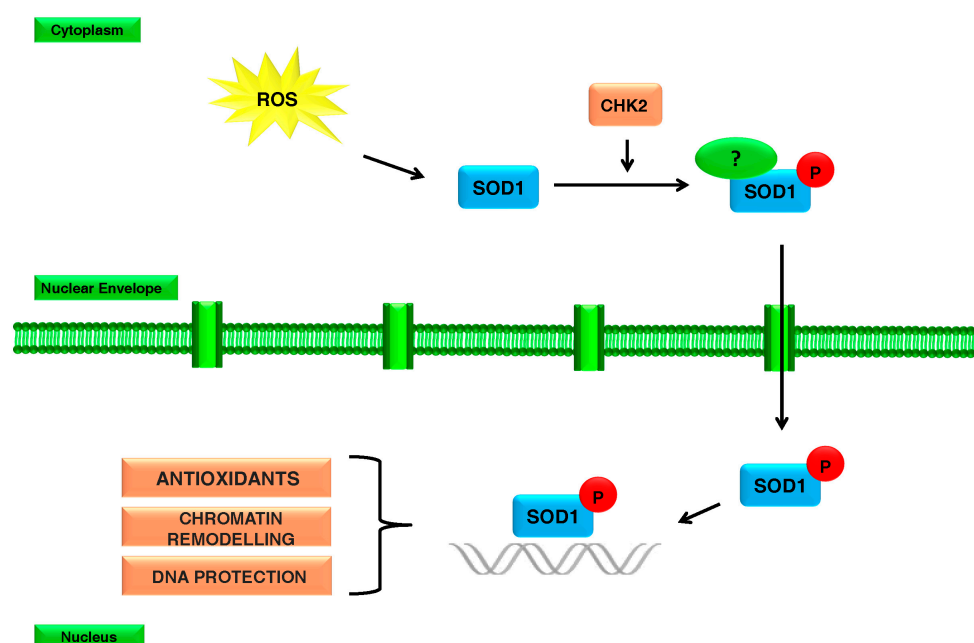 Cytoplasm
ROS
CHK2
SOD1
?
SOD1
P
Nuclear Envelope
SOD1
P
SOD1
P
ANTIOXIDANTS
CHROMATIN
REMODELLING
DNA PROTECTION
Nucleus